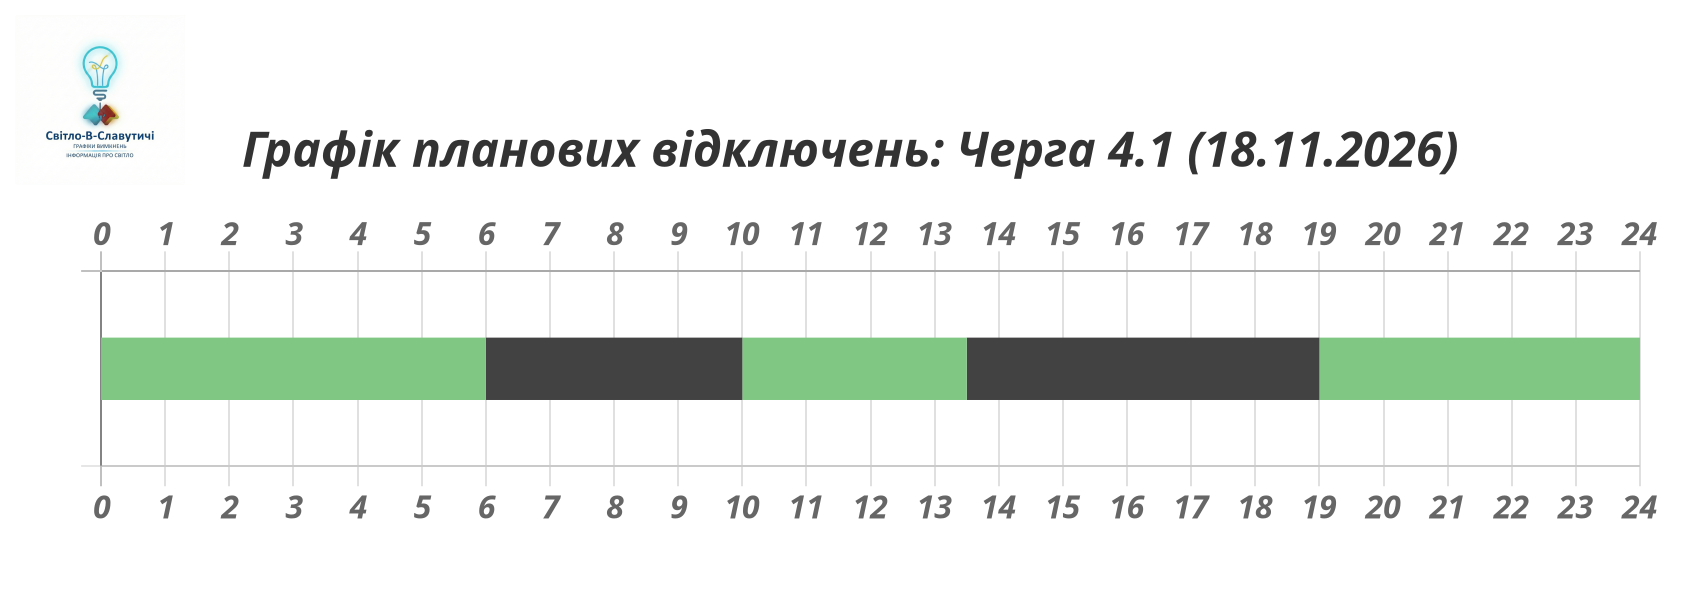 Світло-В-Славутичі
ГРАФІКИ ВИМКНЕНЬ
ІНФОРМАЦІЯ ПРО СВІТЛО
Графік планових відключень: Черга 4.1 (18.11.2026)
0 1 2 3 4 5 6 7 8 9 10 11 12 13 14 15 16 17 18 19 20 21 22 23 24
0 1 2 3 4 5 6 7 8 9 10 11 12 13 14 15 16 17 18 19 20 21 22 23 24